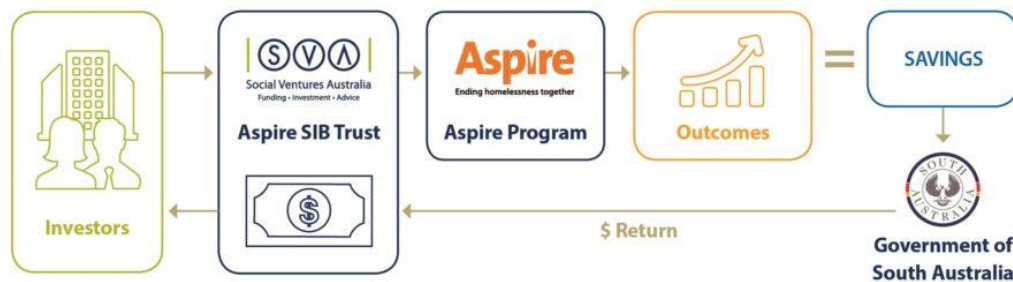 Investors
SVA
Social Ventures Australia
Funding • Investment • Advice
Aspire SIB Trust
$
Aspire
Ending homelessness together
Aspire Program
Outcomes
=
SAVINGS
SOUTH
AUSTRALIA
Government of
South Australia
$ Return